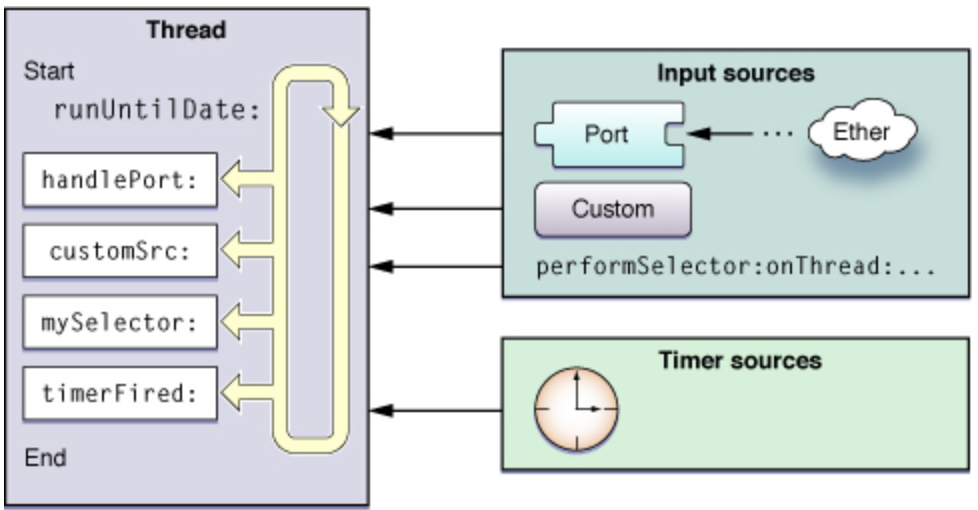 Thread
Start
runUntilDate:
handlePort:
customSrc:
mySelector:
timerFired:
End
Input sources
Port
...
Ether
Custom
performSelector:onThread:...
Timer sources